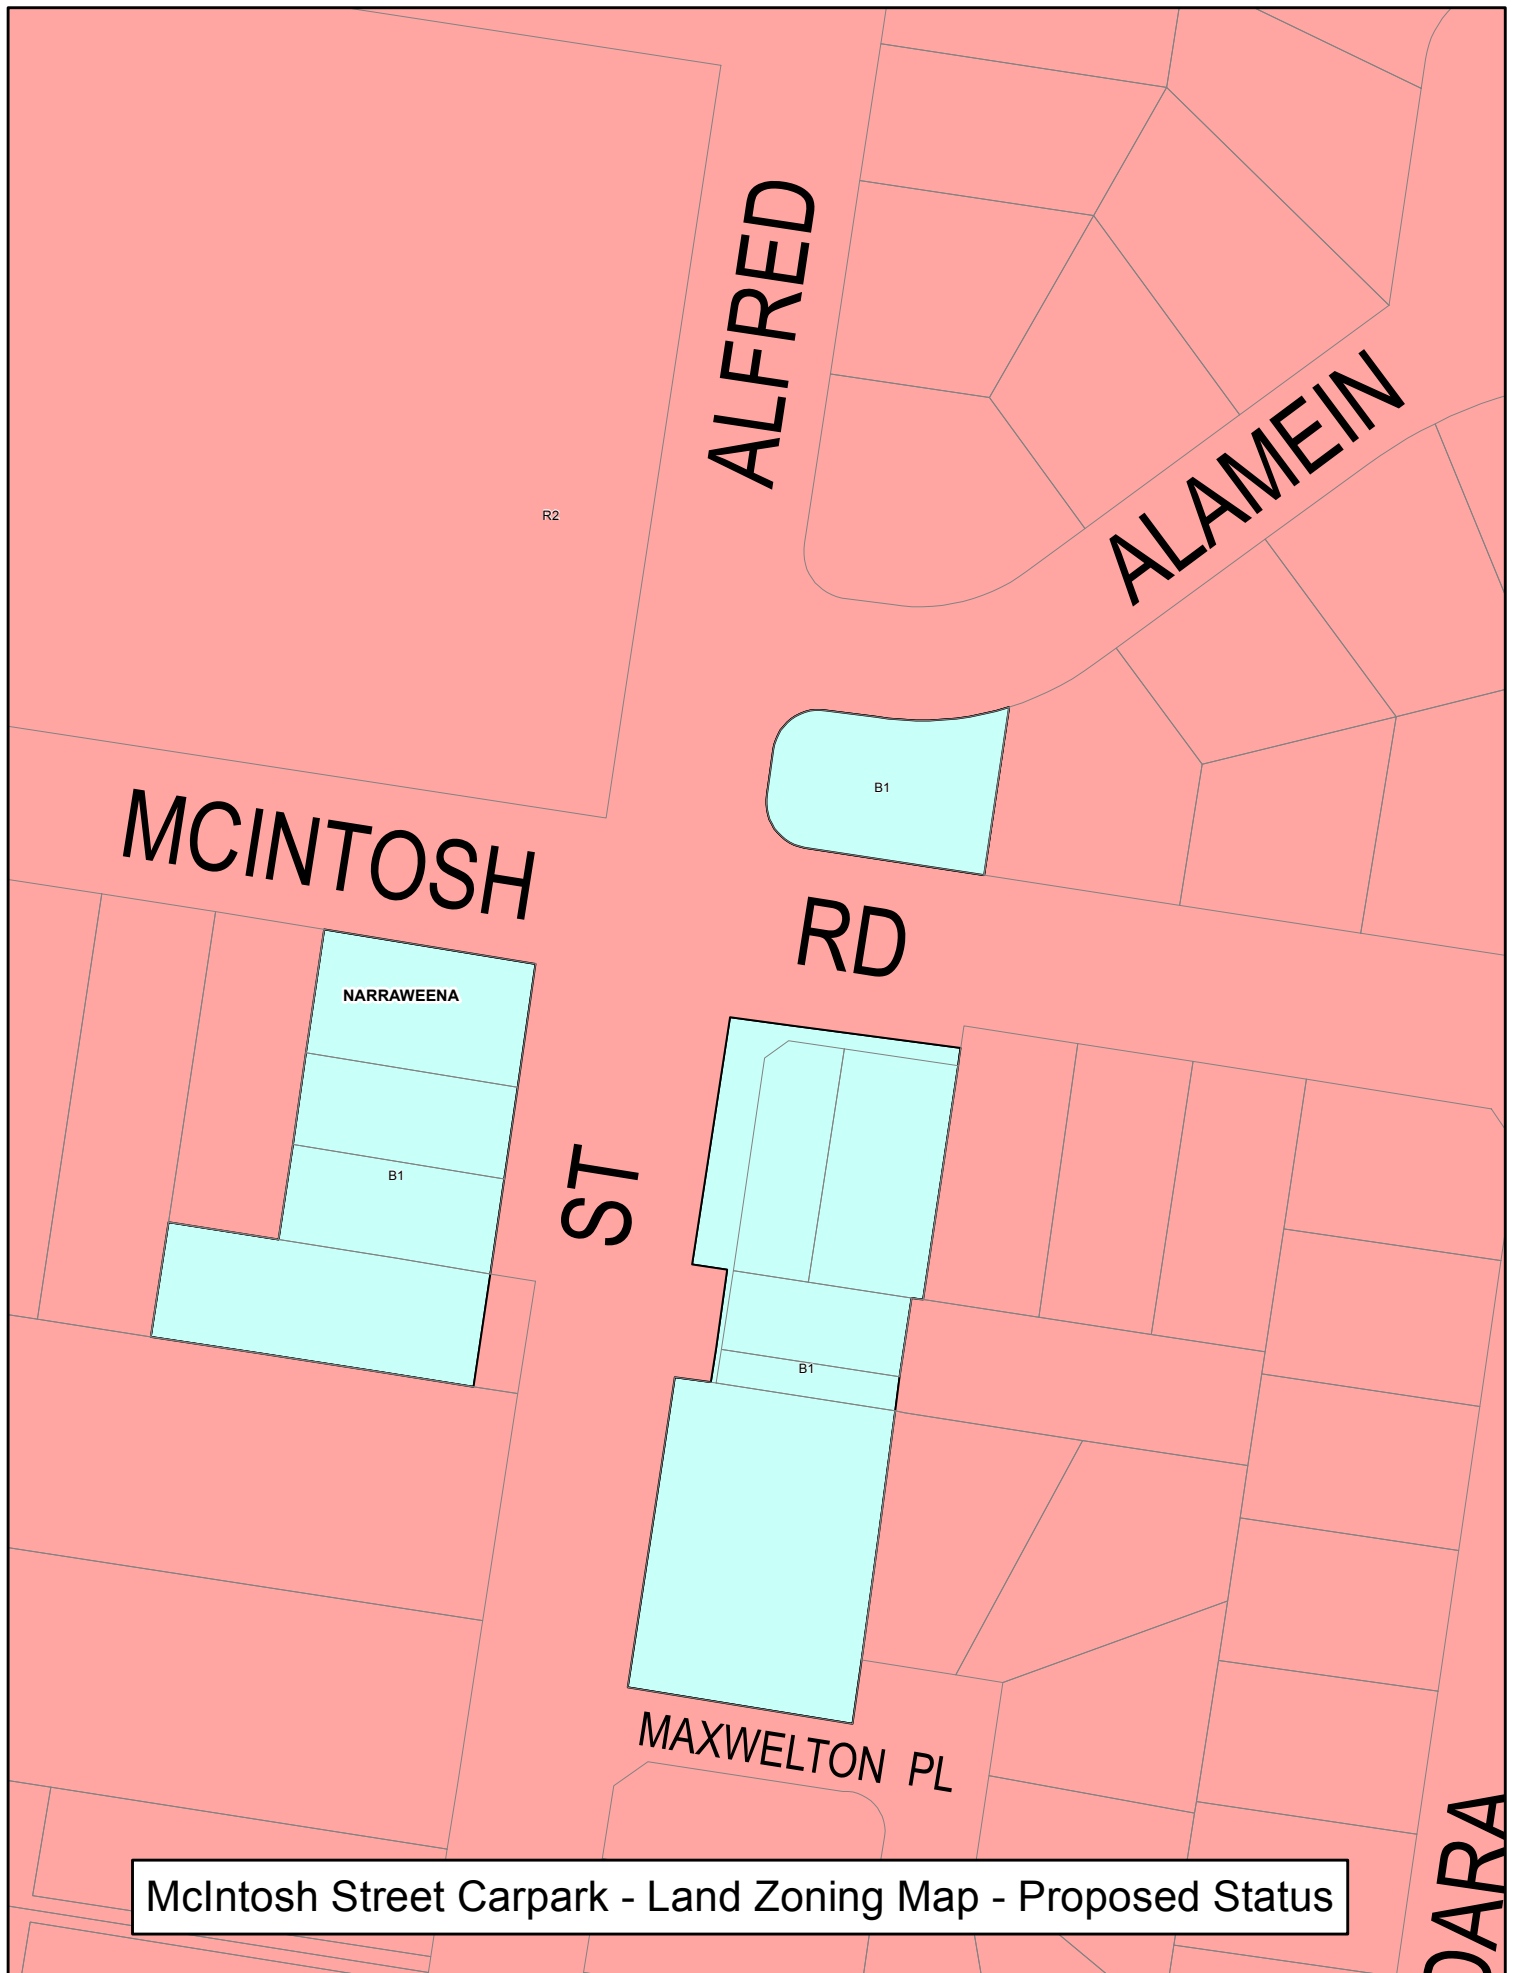 ALFRED
ALAMEIN
R2
B1
MCINTOSH
RD
NARRAWEENA
ST
B1
B1
MAXWELTON PL
McIntosh Street Carpark - Land Zoning Map - Proposed Status